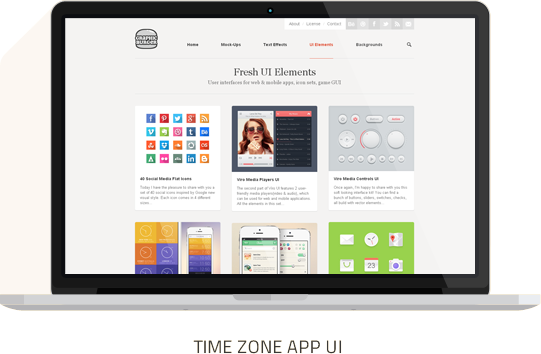 About License Contact
GRAPHIC
BURGER
Home Mock-Ups Text Effects UI Elements Backgrounds
Fresh UI Elements
User interfaces for web & mobile apps, icon sets, game GUI
40 Social Media Flat Icons
Today I have the pleasure to share with you a
set of 40 social icons inspired by Google new
visual style. Each icon comes in 4 different
sizes
Vire Media Players UI
The second part of Vire UI features 2 user
friendly media players(video & audio), which
can be used for web and mobile applications.
All the elements in this set
Vire Media Controls UI
Once again, I'm happy to share with you this
soft looking interface kit! You can find a
bunch of buttons, sliders, switches, checks,
all build with vector elements
23
TIME ZONE APP UI